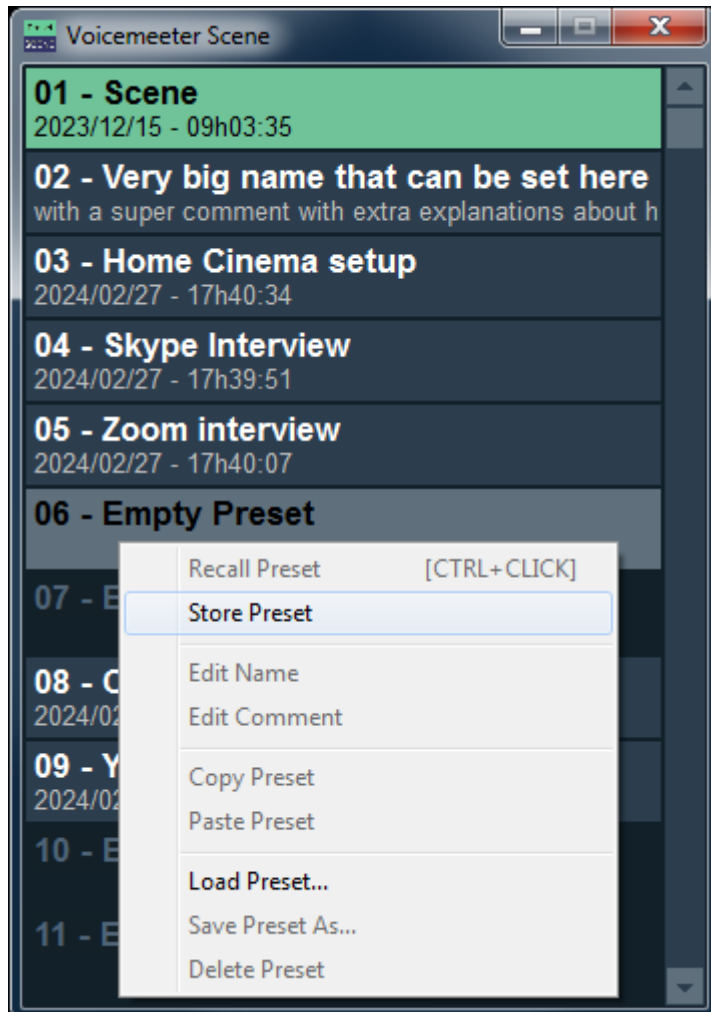 Voicemeeter Scene
01 - Scene
2023/12/15 - 09h03:35
02 - Very big name that can be set here
with a super comment with extra explanations about h
03 - Home Cinema setup
2024/02/27 - 17h40:34
04 - Skype Interview
2024/02/27 - 17h39:51
05 - Zoom interview
2024/02/27 - 17h40:07
06 - Empty Preset
Recall Preset [CTRL+CLICK]
07 - E
Store Preset
Edit Name
08 -
Edit Comment
2024/02
09 - Y
Copy Preset
2024/02
Paste Preset
10 - E
Load Preset...
Save Preset As...
11 - E
Delete Preset